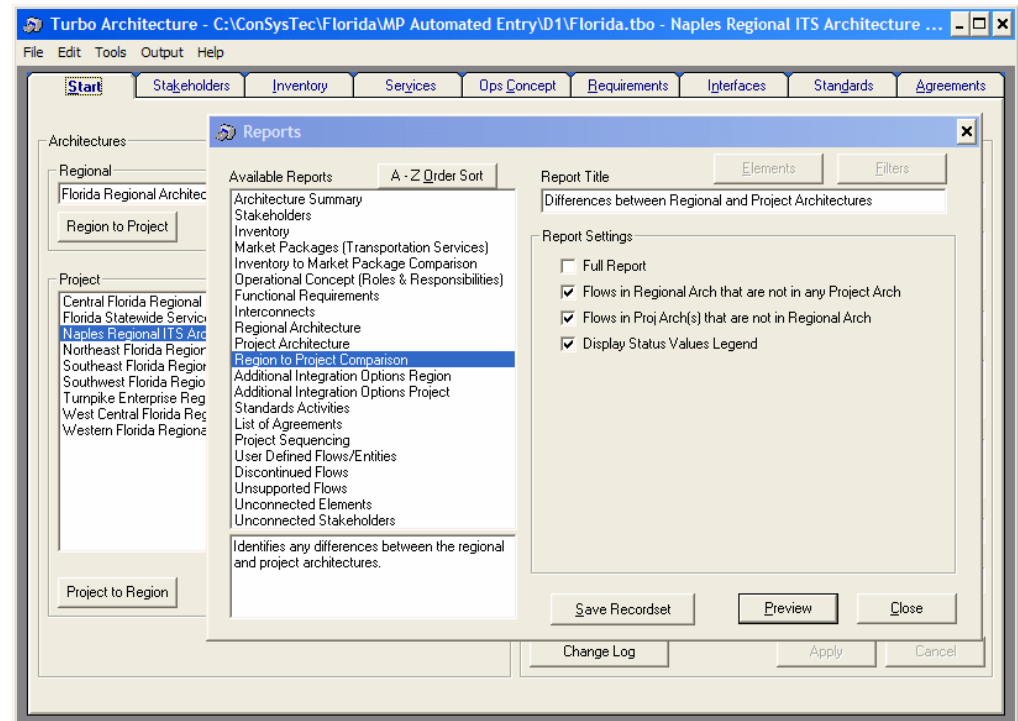 Turbo Architecture - C:\ConSysTec\Florida\MP Automated Entry\D1\Florida.tbo - Naples Regional ITS Architecture ...
File Edit Tools Output Help
Start Stakeholders Inventory Services Ops Concept Requirements Interfaces Standards Agreements
Architectures
Regional
Florida Regional Architec
Region to Project
Project
Central Florida Regional
Florida Statewide Servic
Naples Regional ITS Arc
Northeast Florida Region
Southeast Florida Region
Southwest Florida Regio
Turnpike Enterprise Reg
West Central Florida Reg
Western Florida Regiona
Project to Region
Reports
Available Reports
A - Z Order Sort
Architecture Summary
Stakeholders
Inventory
Market Packages (Transportation Services)
Inventory to Market Package Comparison
Operational Concept (Roles & Responsibilities)
Functional Requirements
Interconnects
Regional Architecture
Project Architecture
Region to Project Comparison
Additional Integration Options Region
Additional Integration Options Project
Standards Activities
List of Agreements
Project Sequencing
User Defined Flows/Entities
Discontinued Flows
Unsupported Flows
Unconnected Elements
Unconnected Stakeholders
Identifies any differences between the regional
and project architectures.
Elements Filters
Report Title
Differences between Regional and Project Architectures
Report Settings
Full Report
Flows in Regional Arch that are not in any Project Arch
Flows in Proj Arch(s) that are not in Regional Arch
Display Status Values Legend
Save Recordset Preview Close
Change Log Apply Cancel